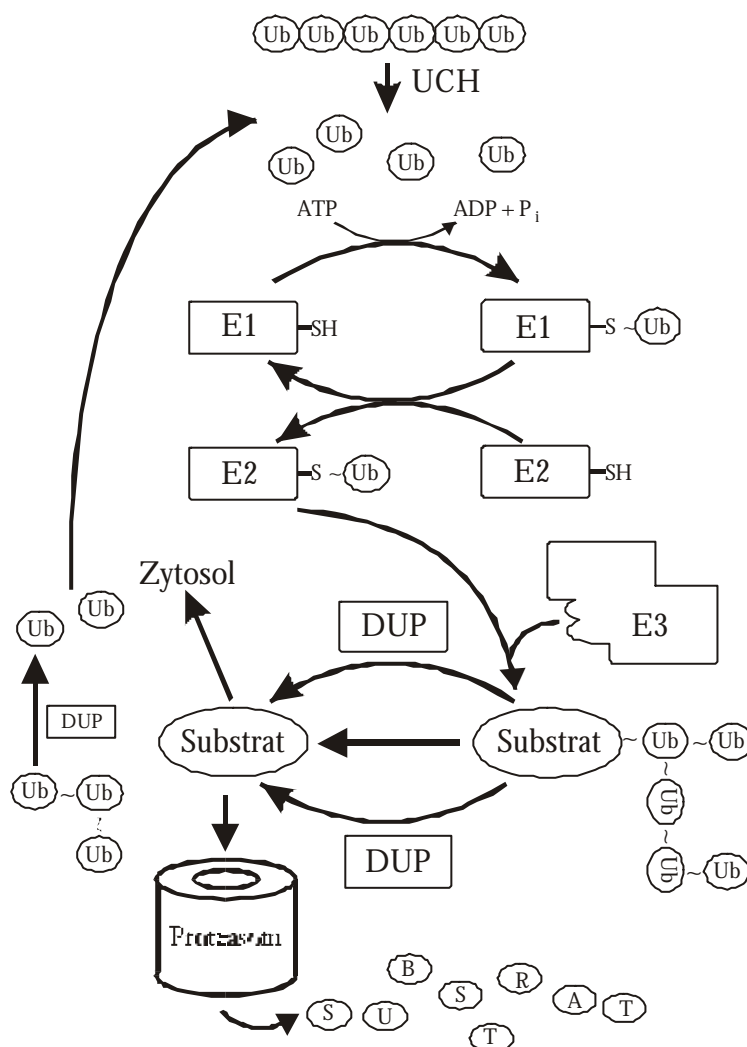 Ub Ub Ub Ub Ub Ub
UCH
Ub Ub Ub Ub
ATP ADP + P i
E1 -SH E1 -S ~ Ub
E2 -S ~ Ub E2 -SH
Zytosol
E3
Ub Ub
DUP
DUP
Substrat Substrat ~ Ub ~ Ub
Ub ~ Ub
~
Ub
~
Ub
~
Ub ~ Ub
DUP
Proteasom
B S R A T
S U T